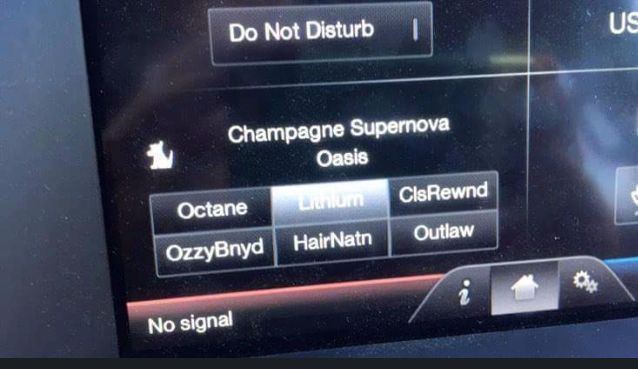 Do Not Disturb
US
Champagne Supernova
Oasis
Octane
Lithium
ClsRewnd
OzzyBnyd
HairNatn
Outlaw
i
No signal